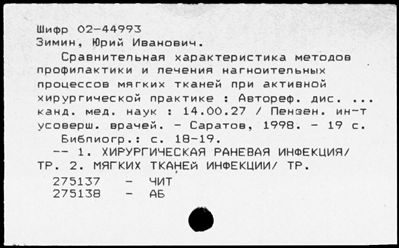 Шифр 02-44993
Зимин, Юрий Иванович.
Сравнительная характеристика методов
профилактики и лечения нагноительных
процессов мягких тканей при активной
хирургической практике : Автореф. дис. ...
канд. мед. наук : 14.00.27 / Пензен. ин-т
усоверш. врачей. - Саратов, 1998. - 19 с.
Библиогр.: с. 18-19.
-- 1. ХИРУРГИЧЕСКАЯ РАНЕВАЯ ИНФЕКЦИЯ/
ТР. 2. МЯГКИХ ТКАНЕЙ ИНФЕКЦИИ/ ТР.
275137 - ЧИТ
275138 - АБ